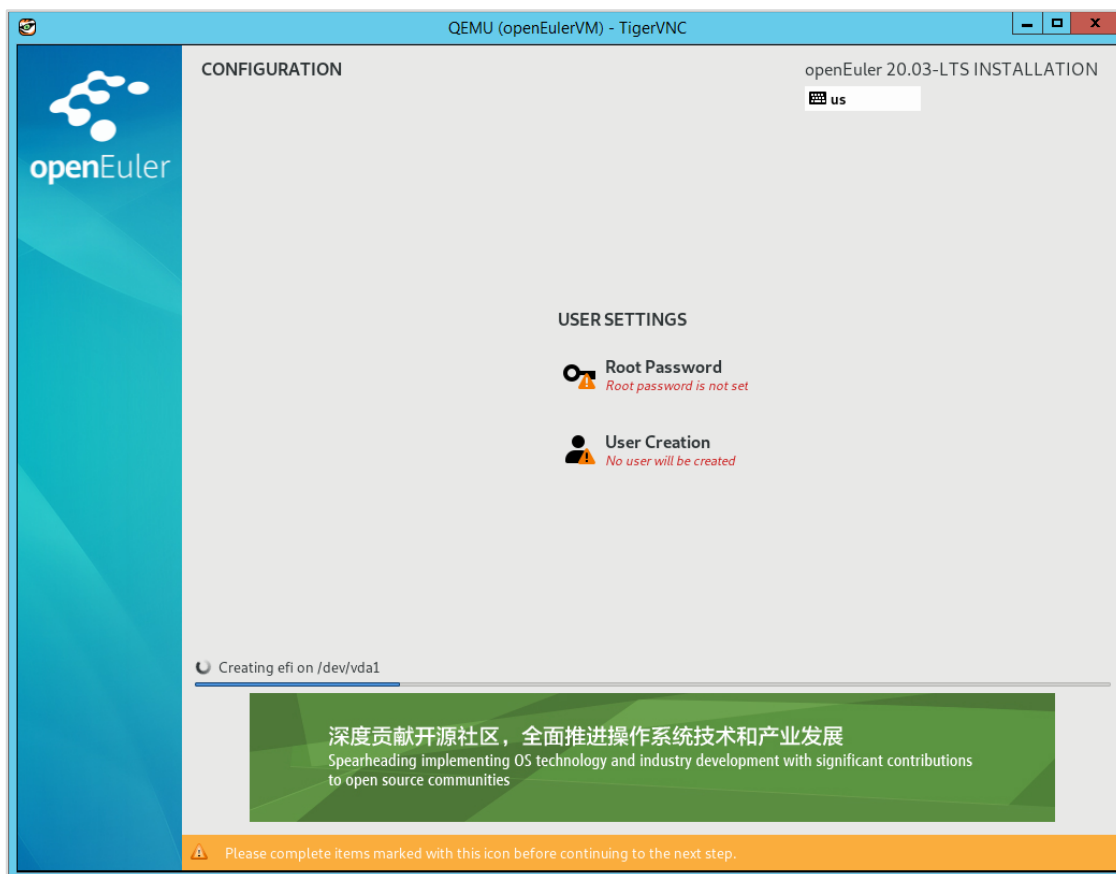 QEMU (openEulerVM) - TigerVNC
openEuler
CONFIGURATION
openEuler 20.03-LTS INSTALLATION
us
USER SETTINGS
Root Password
Root password is not set
User Creation
No user will be created
Creating efi on /dev/vda1
深度贡献开源社区，全面推进操作系统技术和产业发展
Spearheading implementing OS technology and industry development with significant contributions
to open source communities
Please complete items marked with this icon before continuing to the next step.